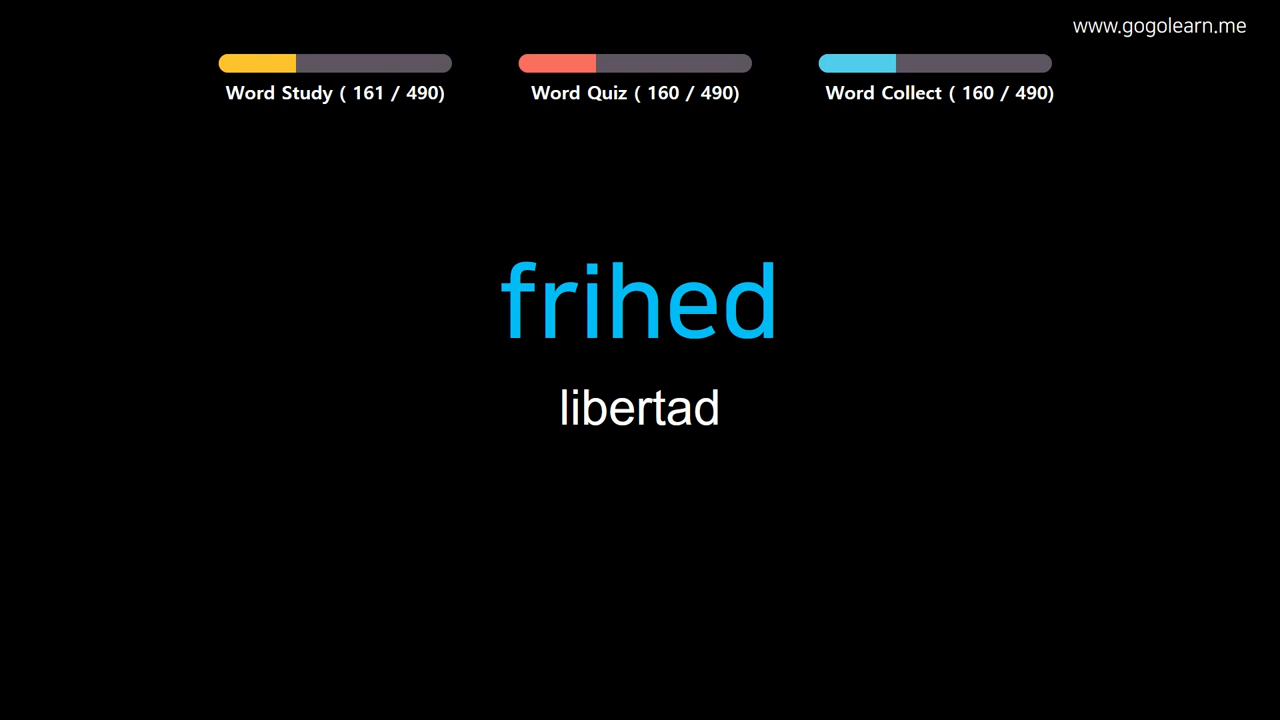 www.gogolearn.me
Word Study ( 161 / 490)
Word Quiz ( 160 / 490)
Word Collect ( 160 / 490)
frihed
libertad